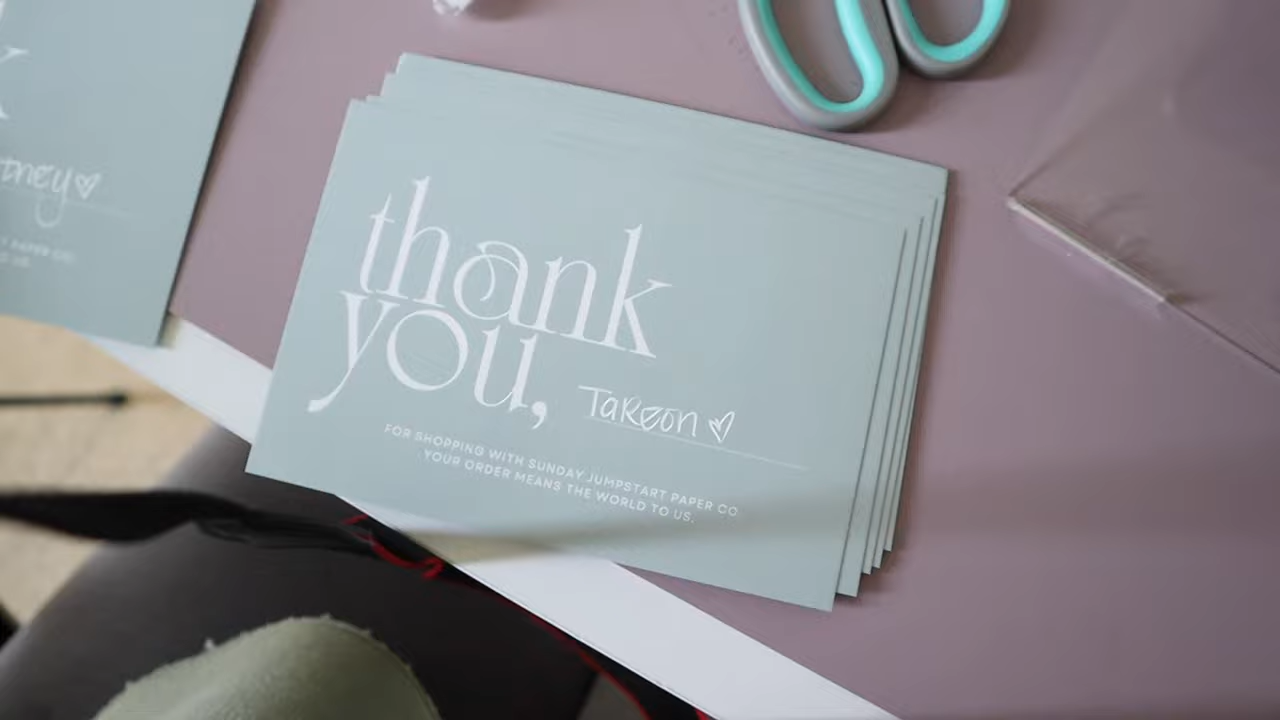 thank
you, TaReon
FOR SHOPPING WITH SUNDAY JUMPSTART PAPER CO
YOUR ORDER MEANS THE WORLD TO US.